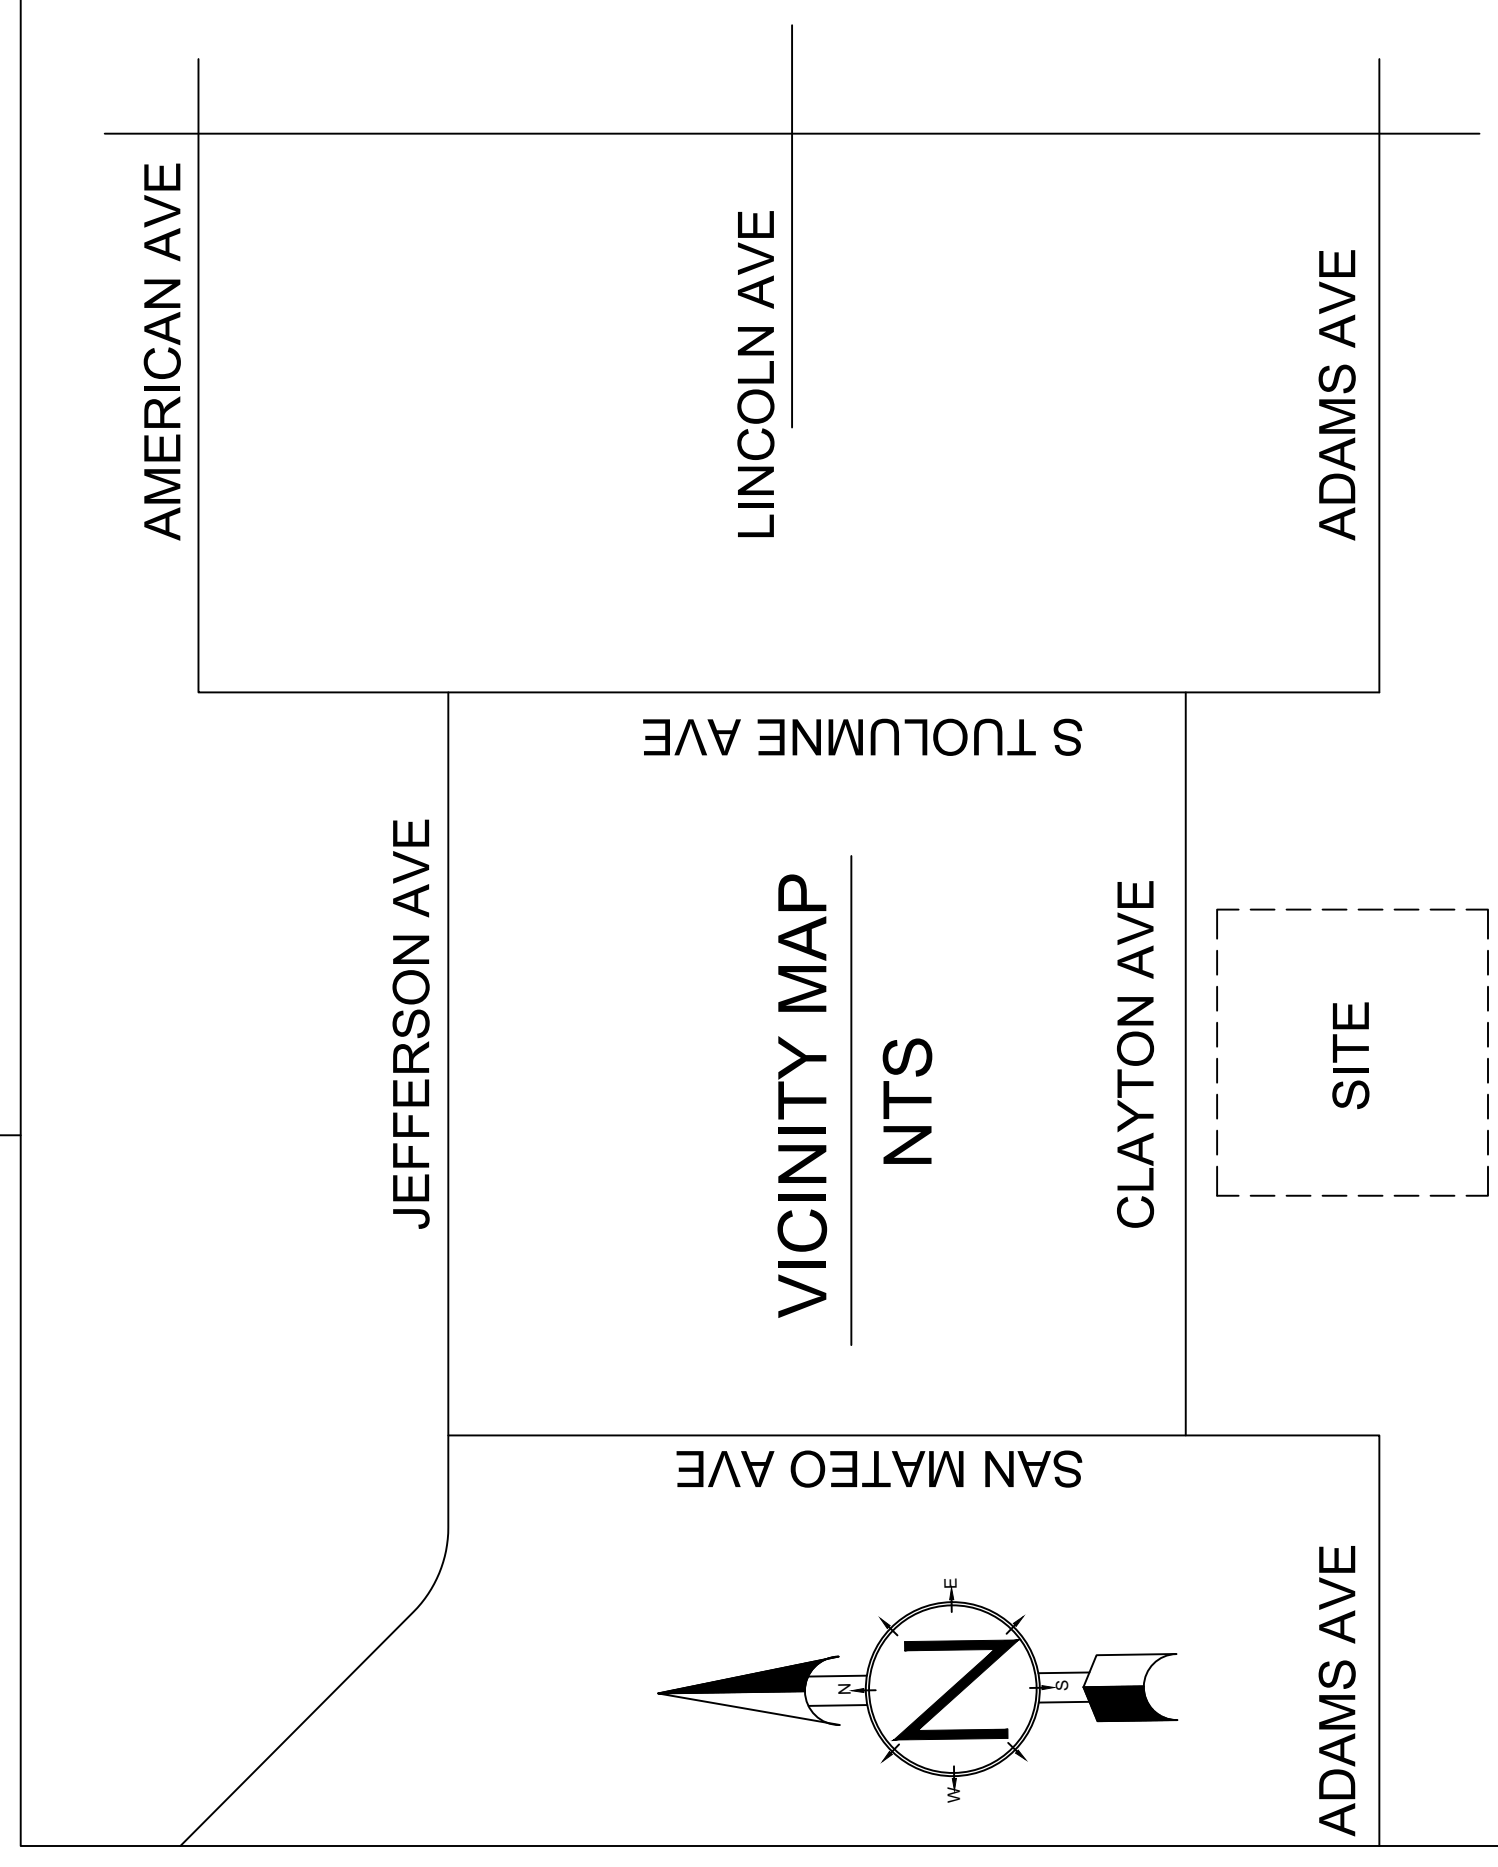 AMERICAN AVE
LINCOLN AVE
ADAMS AVE
S TUOLUMNE AVE
JEFFERSON AVE
VICINITY MAP
NTS
CLAYTON AVE
SITE
SAN MATEO AVE
N
E
S
W
N
ADAMS AVE